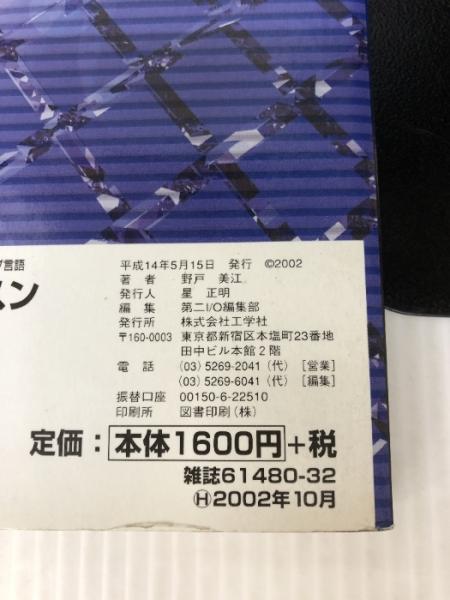 言語
スン
平成14年5月15日 発行 ©2002
著者 野戸 美江
発行人 星 正明
編集 第二I/O編集部
発行所 株式会社工学社
〒160-0003 東京都新宿区本塩町23番地
田中ビル本館2階
電話 (03) 5269-2041 (代) [営業]
(03) 5269-6041 (代) [編集]
振替口座 00150-6-22510
印刷所 図書印刷 (株)
定価：本体1600円+税
雑誌61480-32
Ⓗ2002年10月